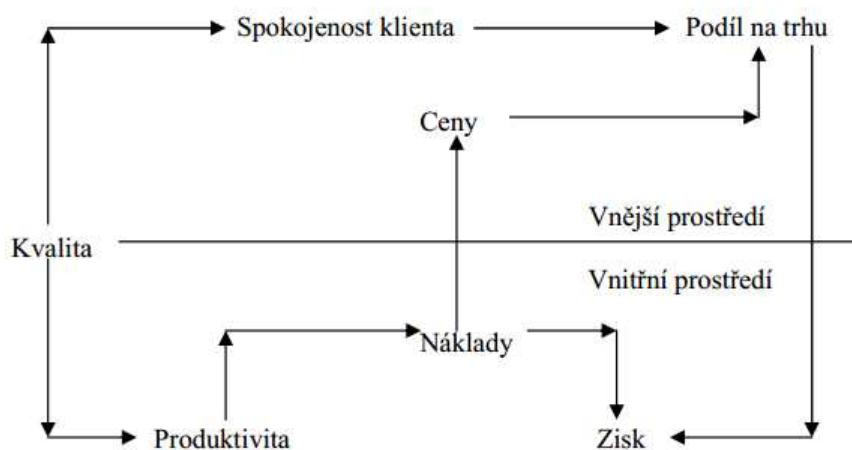 Spokojenost klienta Podíl na trhu
Ceny
Vnější prostředí
Kvalita
Vnitřní prostředí
Náklady
Produktivita Zisk